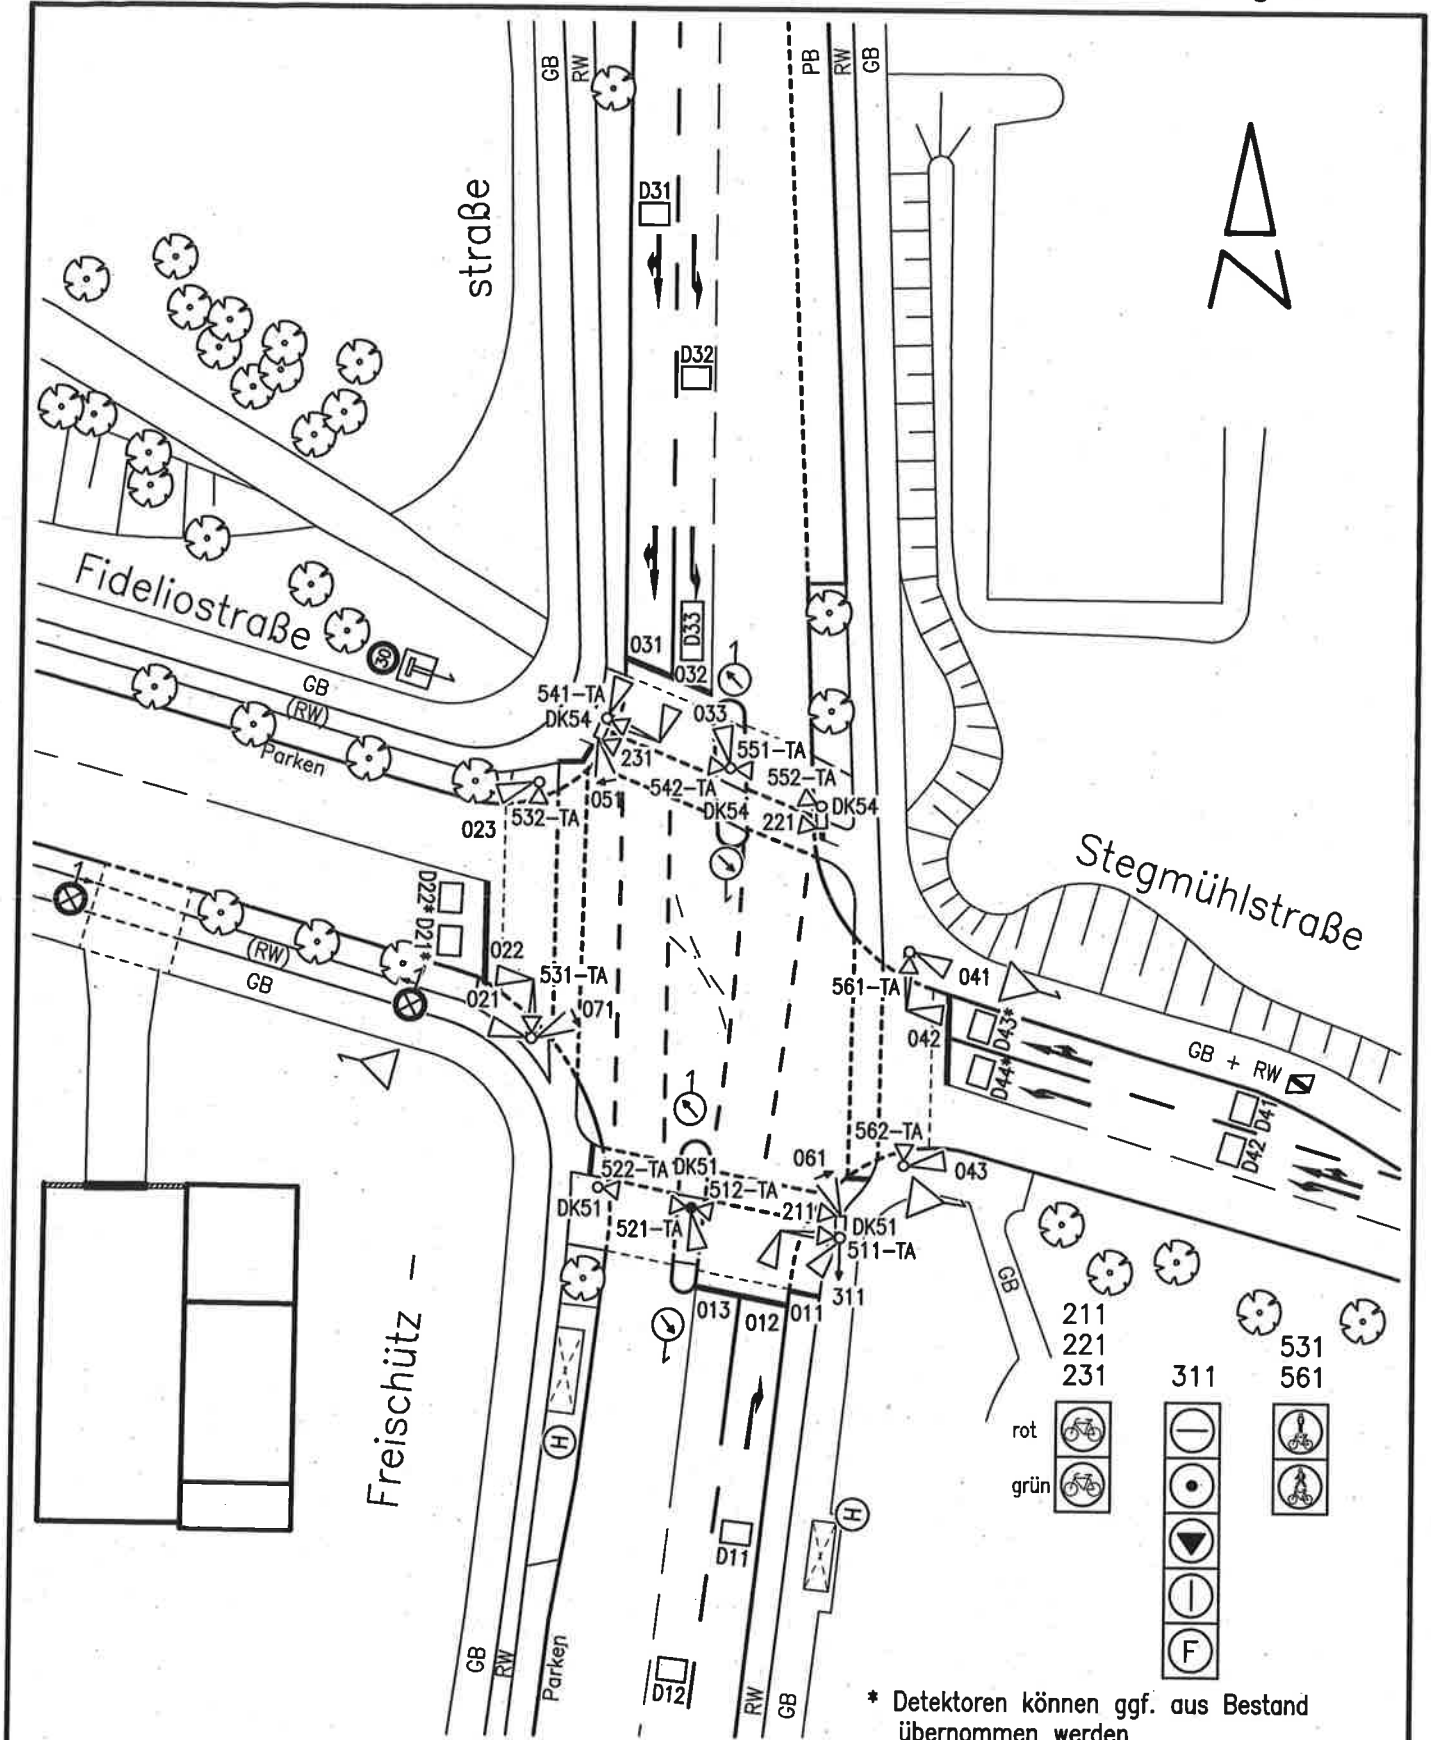 GB
RW
PB
RW
GB
D31
straße
D32
Fideliostraße
30
GB
(RW)
Parken
031
D33
032
1
541-TA
DK54
033
231
551-TA
051
542-TA
552-TA
DK54
DK54
221
532-TA
023
Stegmühlstraße
1
D22*
D21*
022
(RW)
GB
021
531-TA
071
561-TA
041
042
D43*
D44*
GB + RW
D41
D42
1
562-TA
061
043
522-TA
DK51
512-TA
DK51
521-TA
211
DK51
511-TA
311
013
012
011
GB
Freischütz -
H
H
D11
D12
GB
RW
Parken
RW
GB
211
221
231
311
531
561
rot
grün
F
N
* Detektoren können ggf. aus Bestand
übernommen werden